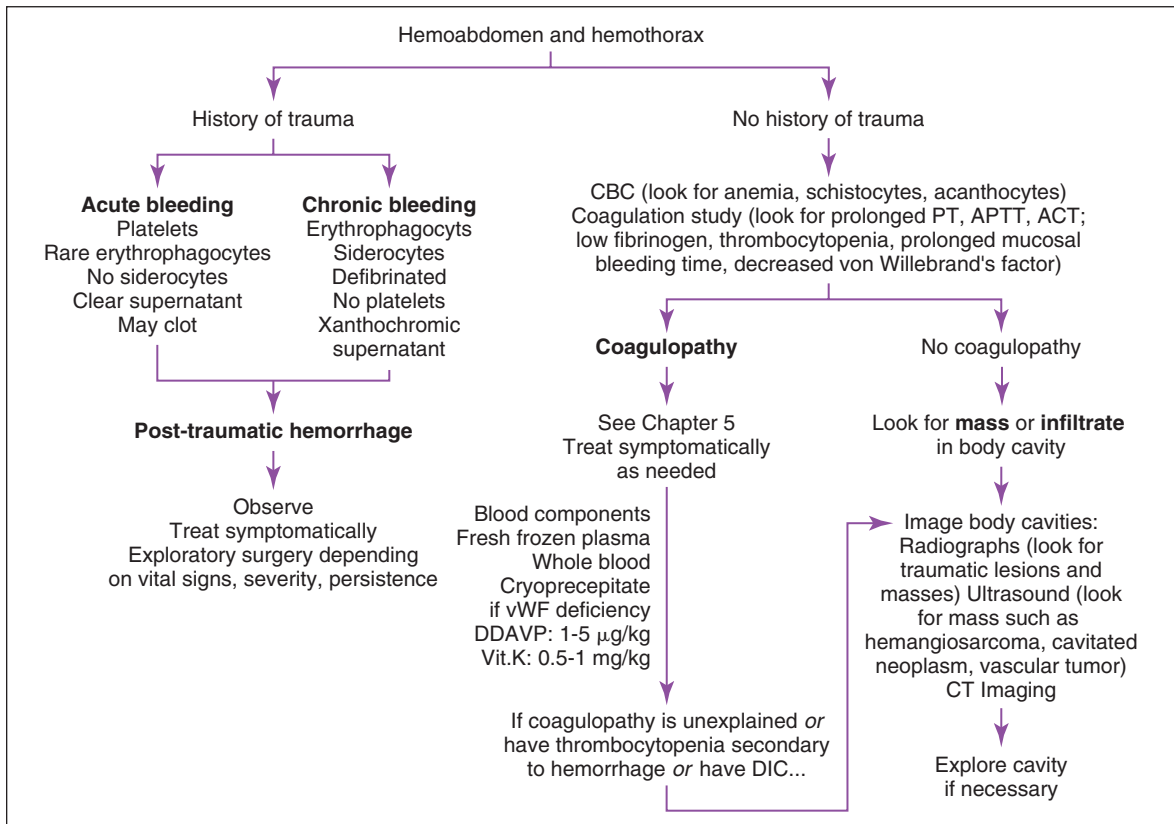 Hemoabdomen and hemothorax
History of trauma
No history of trauma
Acute bleeding
Platelets
Rare erythrophagocytes
No siderocytes
Clear supernatant
May clot
Chronic bleeding
Erythrophagocyts
Siderocytes
Defibrinated
No platelets
Xanthochromic
supernatant
Post-traumatic hemorrhage
Observe
Treat symptomatically
Exploratory surgery depending
on vital signs, severity, persistence
CBC (look for anemia, schistocytes, acanthocytes)
Coagulation study (look for prolonged PT, APTT, ACT;
low fibrinogen, thrombocytopenia, prolonged mucosal
bleeding time, decreased von Willebrand's factor)
Coagulopathy
See Chapter 5
Treat symptomatically
as needed
Blood components
Fresh frozen plasma
Whole blood
Cryoprecepitate
if vWF deficiency
DDAVP: 1-5 μg/kg
Vit.K: 0.5-1 mg/kg
If coagulopathy is unexplained or
have thrombocytopenia secondary
to hemorrhage or have DIC...
No coagulopathy
Look for mass or infiltrate
in body cavity
Image body cavities:
Radiographs (look for
traumatic lesions and
masses) Ultrasound (look
for mass such as
hemangiosarcoma, cavitated
neoplasm, vascular tumor)
CT Imaging
Explore cavity
if necessary